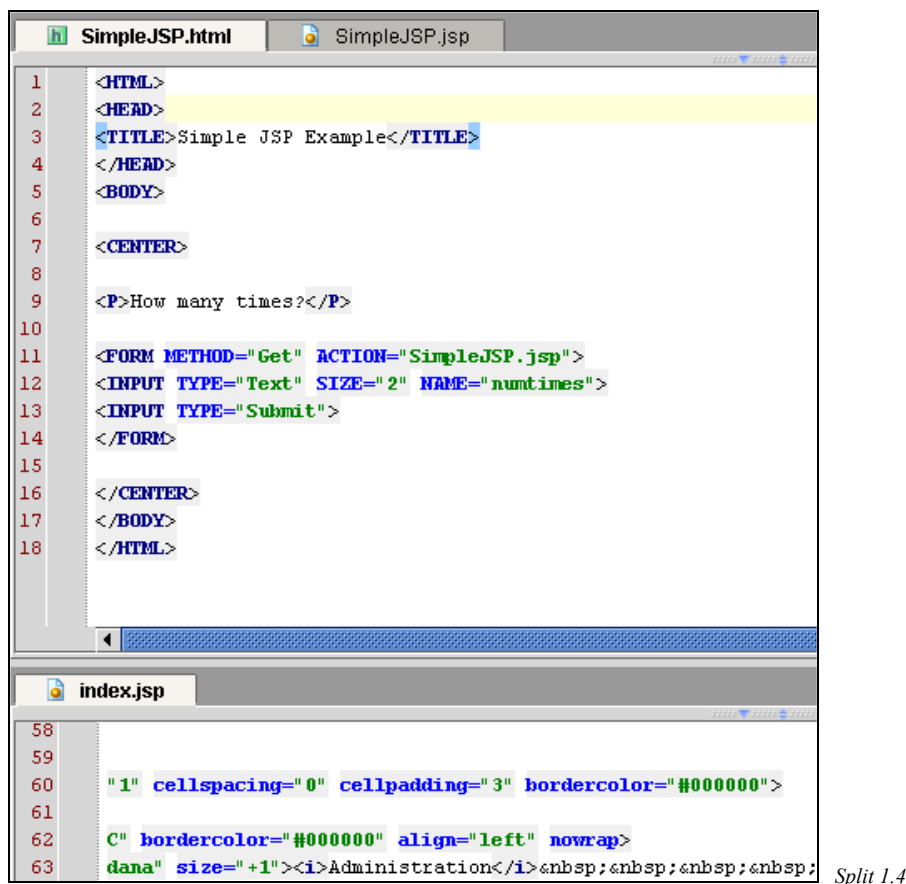 SimpleJSP.html SimpleJSP.jsp
1 <HTML>
2 <HEAD>
3 <TITLE>Simple JSP Example</TITLE>
4 </HEAD>
5 <BODY>
6
7 <CENTER>
8
9 <P>How many times?</P>
10
11 <FORM METHOD="Get" ACTION="SimpleJSP.jsp">
12 <INPUT TYPE="Text" SIZE="2" NAME="numtimes">
13 <INPUT TYPE="Submit">
14 </FORM>
15
16 </CENTER>
17 </BODY>
18 </HTML>
index.jsp
58
59
60 "1" cellspacing="0" cellpadding="3" bordercolor="#000000">
61
62 C" bordercolor="#000000" align="left" nowrap>
63 dana" size="+1"><i>Administration</i>&nbsp;&nbsp;&nbsp;&nbsp;
Split 1.4